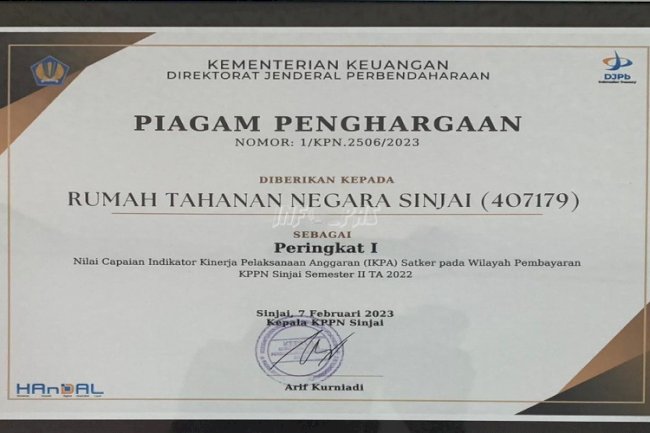 KEMENTERIAN KEUANGAN
DIREKTORAT JENDERAL PERBENDAHARAAN
DJPb
PIAGAM PENGHARGAAN
NOMOR: 1/KPN.2506/2023
DIBERIKAN KEPADA
RUMAH TAHANAN NEGARA SINJAI (407179)
SEBAGAI
Peringkat I
Nilai Capaian Indikator Kinerja Pelaksanaan Anggaran (IKPA) Satker pada Wilayah Pembayaran
KPPN Sinjai Semester II TA 2022
Sinjai, 7 Februari 2023
Kepala KPPN Sinjai
Arif Kurniadi
HAnDAL